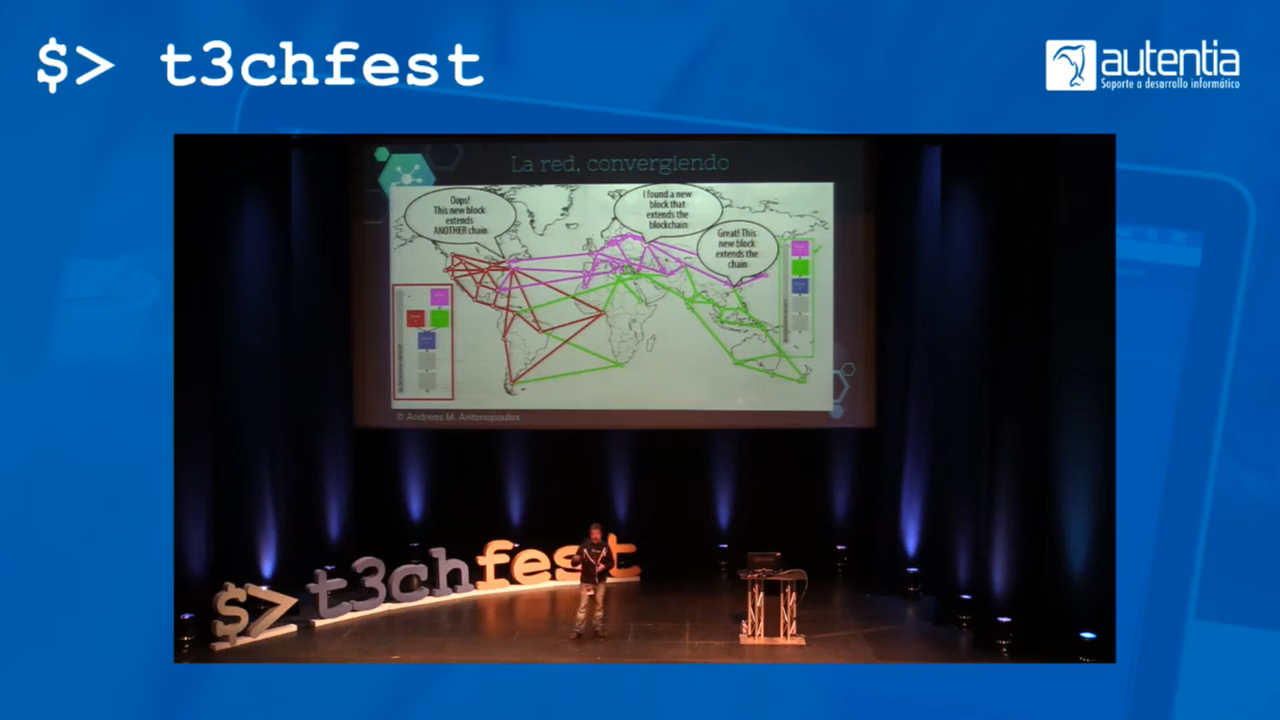 $> t3chfest
autentia
Soporte a desarrollo informático
La red, convergiendo
Oops!
This new block
extends
ANOTHER chain
I found a new
block that
extends the
blockchain
Great! This
new block
extends the
chain
© Andreas M. Antonopoulos
$> t3chfest